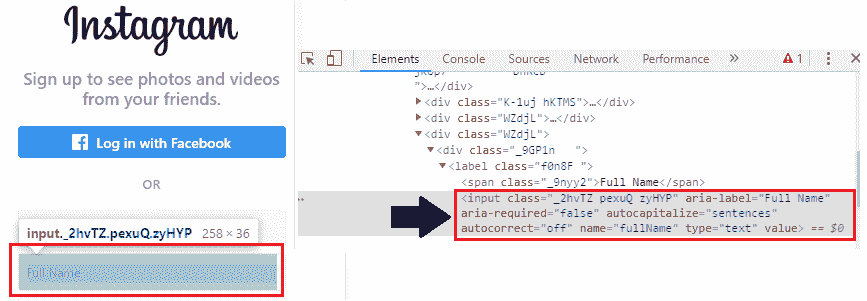 Instagram
Sign up to see photos and videos
from your friends.
Log in with Facebook
OR
input._2hvTZ.pexuQ.zyHYP 258 × 36
Full Name
Elements Console Sources Network Performance » 1
">…</div>
<div class="K-1uj hKTMS">…</div>
<div class="WZdjL">…</div>
<div class="WZdjL">
<div class="_9GP1n ">
<label class="f0n8F ">
<span class="_9nyy2">Full Name</span>
<input class="_2hvTZ pexuQ zyHYP" aria-label="Full Name"
aria-required="false" autocapitalize="sentences"
autocorrect="off" name="fullName" type="text" value> == $0